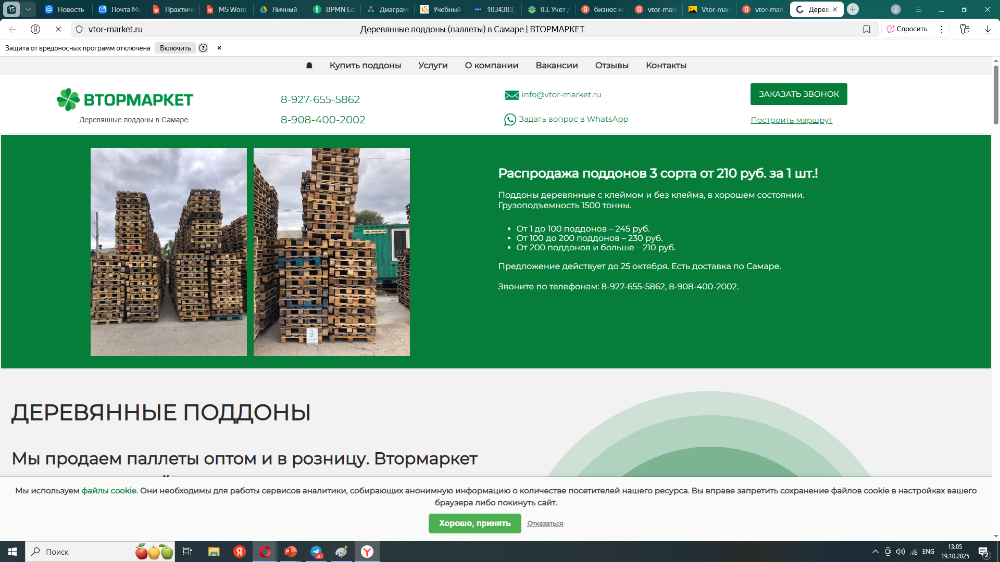 15
Новость
Почта Ма
Практиче
MS Word
Личный –
BPMN Ed
Диаграм
Учебный
1034383_
03. Учет д
бизнес-м
vtor-mark
Vtor-mar
vtor-mark
Дерев
vtor-market.ru
Деревянные поддоны (паллеты) в Самаре | ВТОРМАРКЕТ
Спросить
Защита от вредоносных программ отключена
Включить
Купить поддоны
Услуги
О компании
Вакансии
Отзывы
Контакты
ВТОРМАРКЕТ
Деревянные поддоны в Самаре
8-927-655-5862
8-908-400-2002
info@vtor-market.ru
Задать вопрос в WhatsApp
ЗАКАЗАТЬ ЗВОНОК
Построить маршрут
Распродажа поддонов 3 сорта от 210 руб. за 1 шт.!
Поддоны деревянные с клеймом и без клейма, в хорошем состоянии.
Грузоподъемность 1500 тонны.
• От 1 до 100 поддонов – 245 руб.
• От 100 до 200 поддонов – 230 руб.
• От 200 поддонов и больше – 210 руб.
Предложение действует до 25 октября. Есть доставка по Самаре.
Звоните по телефонам: 8-927-655-5862, 8-908-400-2002.
ДЕРЕВЯННЫЕ ПОДДОНЫ
Мы продаем паллеты оптом и в розницу. Втормаркет
Мы используем файлы cookie. Они необходимы для работы сервисов аналитики, собирающих анонимную информацию о количестве посетителей нашего ресурса. Вы вправе запретить сохранение файлов cookie в настройках вашего
браузера либо покинуть сайт.
Хорошо, принять
Отказаться
Поиск
97
ENG
13:05
19.10.2025
2